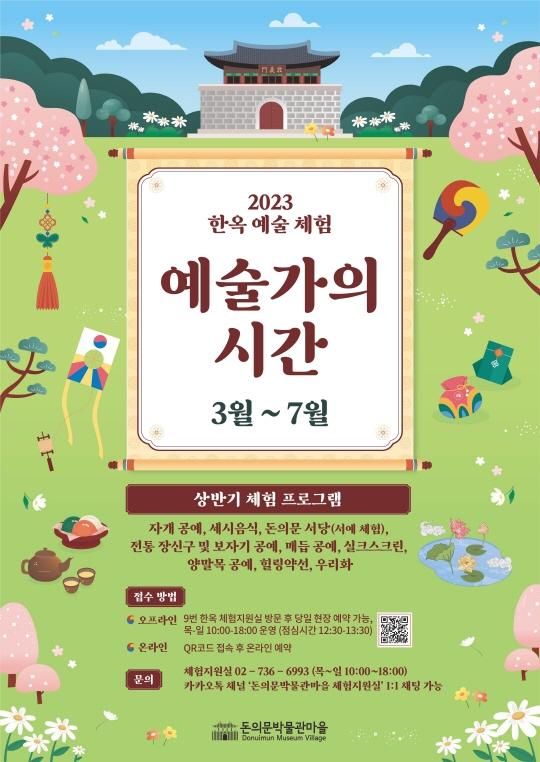 2023
한옥 예술 체험
예술가의
시간
3월 ~ 7월
상반기 체험 프로그램
자개 공예, 세시음식, 돈의문 서당(서예 체험),
전통 장신구 및 보자기 공예, 매듭 공예, 실크스크린,
양말목 공예, 힐링약선, 우리화
접수 방법
오프라인 9번 한옥 체험지원실 방문 후 당일 현장 예약 가능,
목-일 10:00-18:00 운영 (점심시간 12:30-13:30)
온라인 QR코드 접속 후 온라인 예약
문의 체험지원실 02 - 736 - 6993 (목~일 10:00~18:00)
카카오톡 채널 '돈의문박물관마을 체험지원실' 1:1 채팅 가능
돈의문박물관마을
Donuimun Museum Village